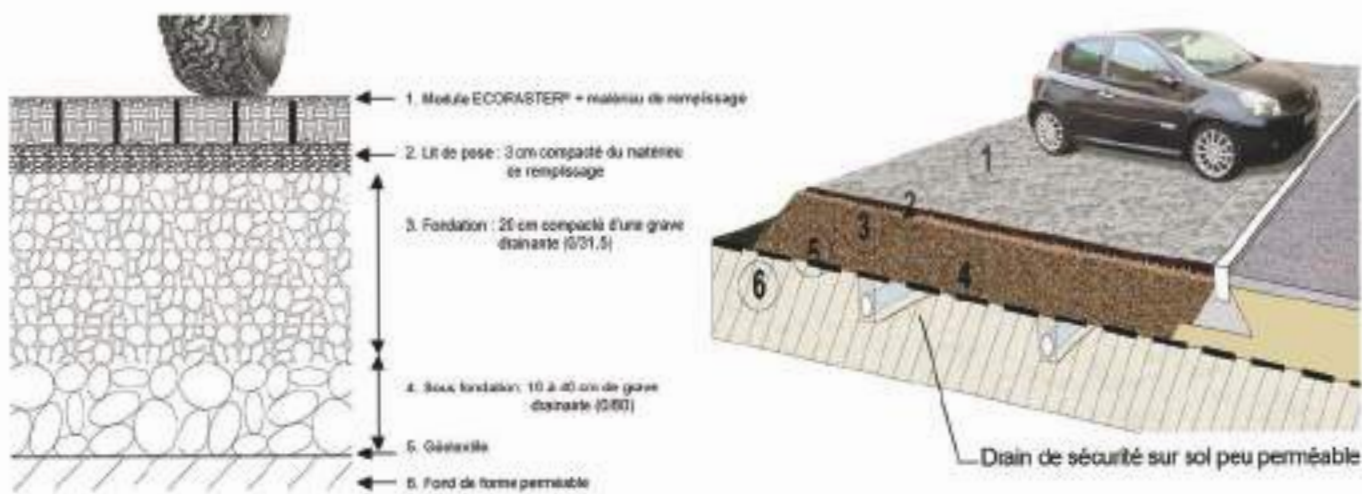 1. Module ECORASTER® + matériau de remplissage
2. Lit de pose : 3 cm compacté du matériau
de remplissage
3. Fondation : 20 cm compacté d'une grave
drainante (0/31,5)
4. Sous fondation: 10 à 40 cm de grave
drainante (0/80)
5. Géotextile
6. Fond de forme perméable
1
2
3
5
4
6
Drain de sécurité sur sol peu perméable